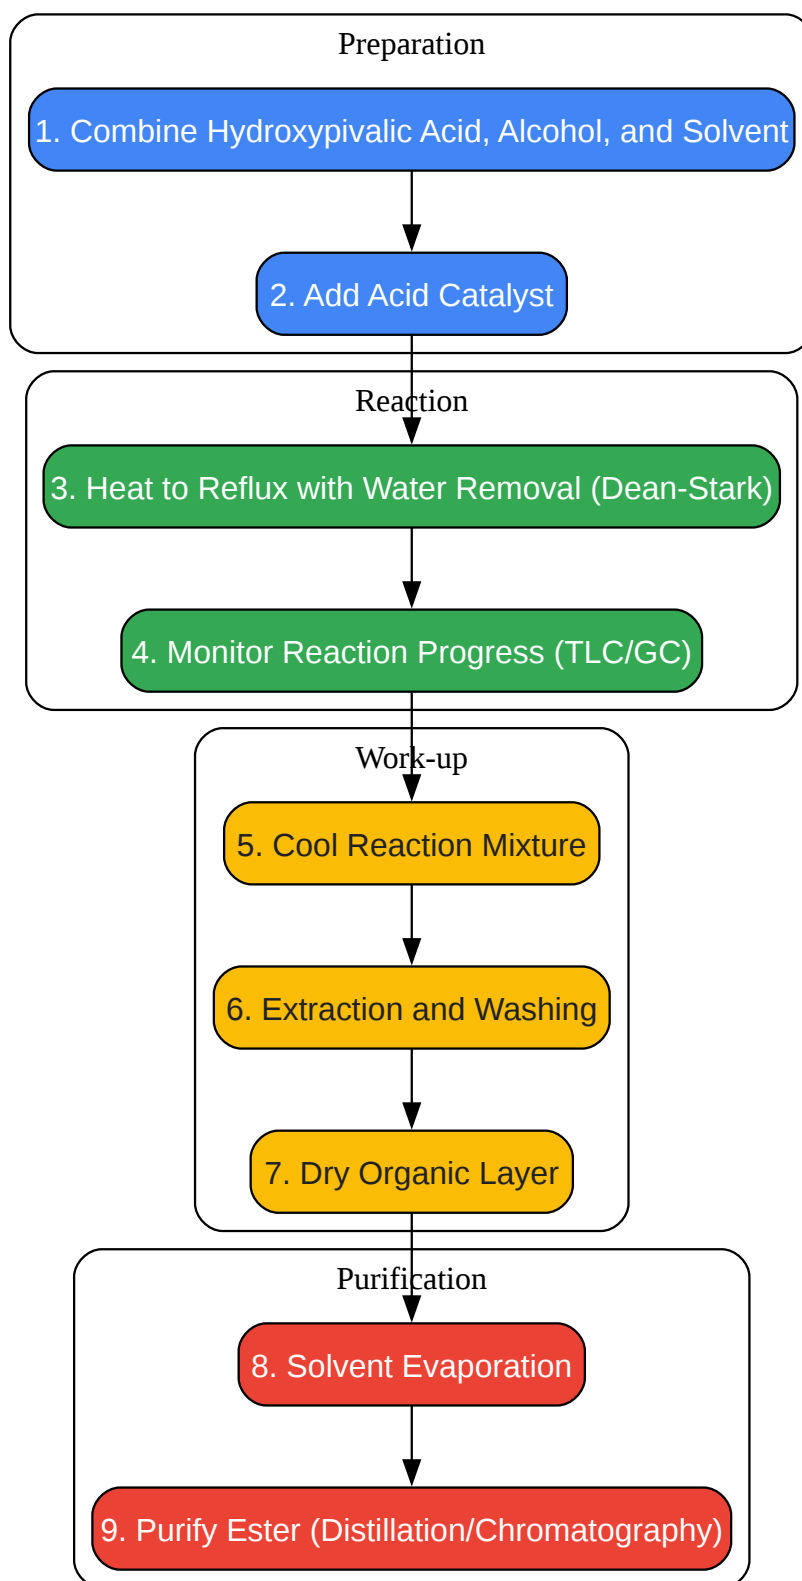 Preparation
1. Combine Hydroxypivalic Acid, Alcohol, and Solvent
2. Add Acid Catalyst
Reaction
3. Heat to Reflux with Water Removal (Dean-Stark)
4. Monitor Reaction Progress (TLC/GC)
Work-up
5. Cool Reaction Mixture
6. Extraction and Washing
7. Dry Organic Layer
Purification
8. Solvent Evaporation
9. Purify Ester (Distillation/Chromatography)